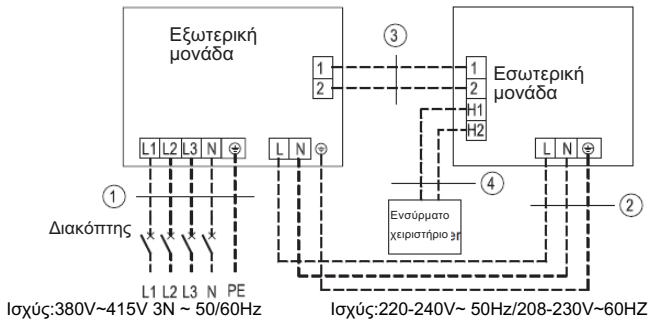 Εξωτερική
μονάδα
3
1
2
1
2
H1
H2
Εσωτερική
μονάδα
L1 L2 L3 N
L N
L N
1
4
2
Διακόπτης
Ενσύρματο
χειριστήριο er
L1 L2 L3 N PE
Ισχύς:380V~415V 3N ~ 50/60Hz
Ισχύς:220-240V~ 50Hz/208-230V~60HZ